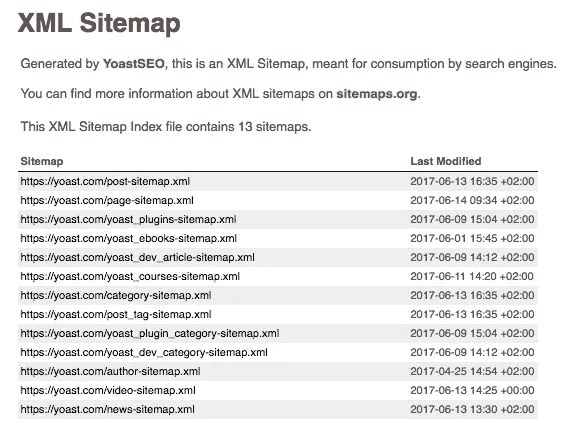 XML Sitemap
Generated by YoastSEO, this is an XML Sitemap, meant for consumption by search engines.
You can find more information about XML sitemaps on sitemaps.org.
This XML Sitemap Index file contains 13 sitemaps.
Sitemap Last Modified
https://yoast.com/post-sitemap.xml 2017-06-13 16:35 +02:00
https://yoast.com/page-sitemap.xml 2017-06-14 09:34 +02:00
https://yoast.com/yoast_plugins-sitemap.xml 2017-06-09 15:04 +02:00
https://yoast.com/yoast_ebooks-sitemap.xml 2017-06-01 15:45 +02:00
https://yoast.com/yoast_dev_article-sitemap.xml 2017-06-09 14:12 +02:00
https://yoast.com/yoast_courses-sitemap.xml 2017-06-11 14:20 +02:00
https://yoast.com/category-sitemap.xml 2017-06-13 16:35 +02:00
https://yoast.com/post_tag-sitemap.xml 2017-06-13 16:35 +02:00
https://yoast.com/yoast_plugin_category-sitemap.xml 2017-06-09 15:04 +02:00
https://yoast.com/yoast_dev_category-sitemap.xml 2017-06-09 14:12 +02:00
https://yoast.com/author-sitemap.xml 2017-04-25 14:54 +02:00
https://yoast.com/video-sitemap.xml 2017-06-13 14:25 +00:00
https://yoast.com/news-sitemap.xml 2017-06-13 13:30 +02:00